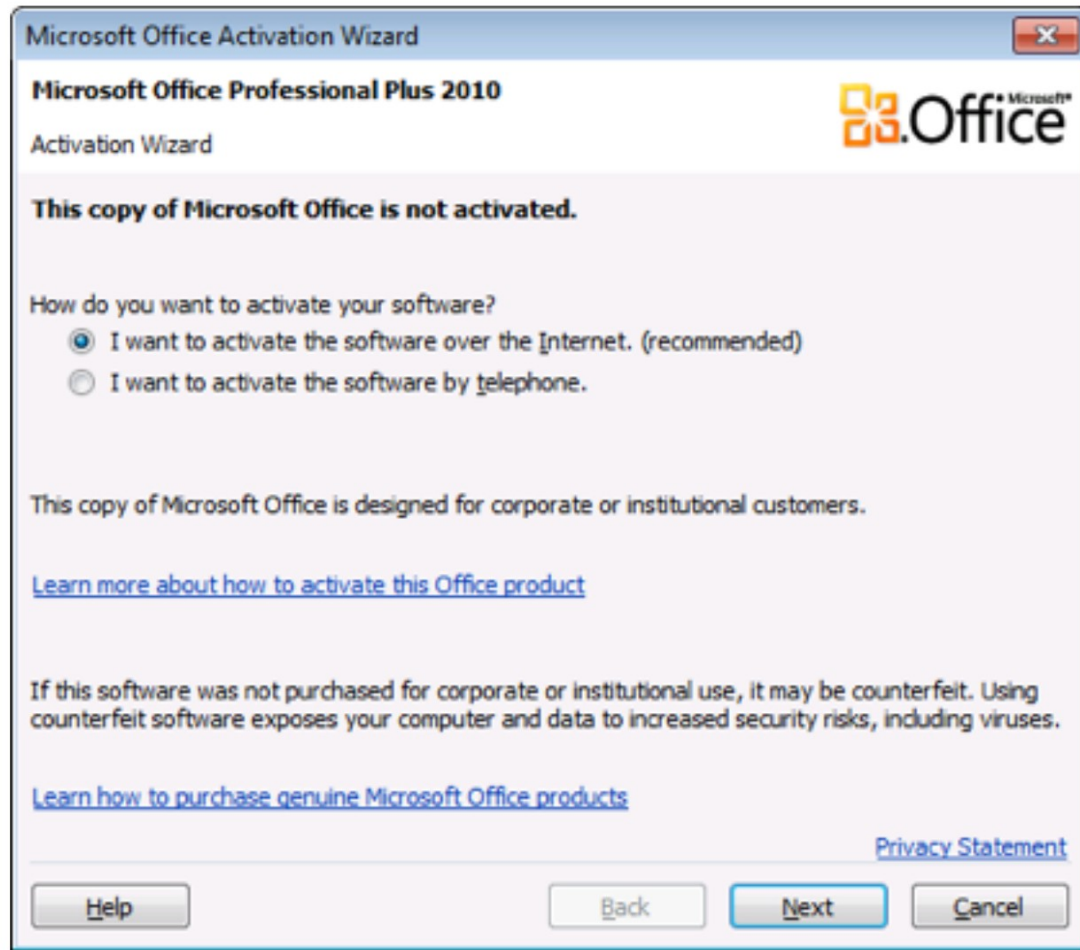 Microsoft Office Activation Wizard
Microsoft Office Professional Plus 2010
Microsoft®
Office
Activation Wizard
This copy of Microsoft Office is not activated.
How do you want to activate your software?
I want to activate the software over the Internet. (recommended)
I want to activate the software by telephone.
This copy of Microsoft Office is designed for corporate or institutional customers.
Learn more about how to activate this Office product
If this software was not purchased for corporate or institutional use, it may be counterfeit. Using
counterfeit software exposes your computer and data to increased security risks, including viruses.
Learn how to purchase genuine Microsoft Office products
Privacy Statement
Help
Back
Next
Cancel